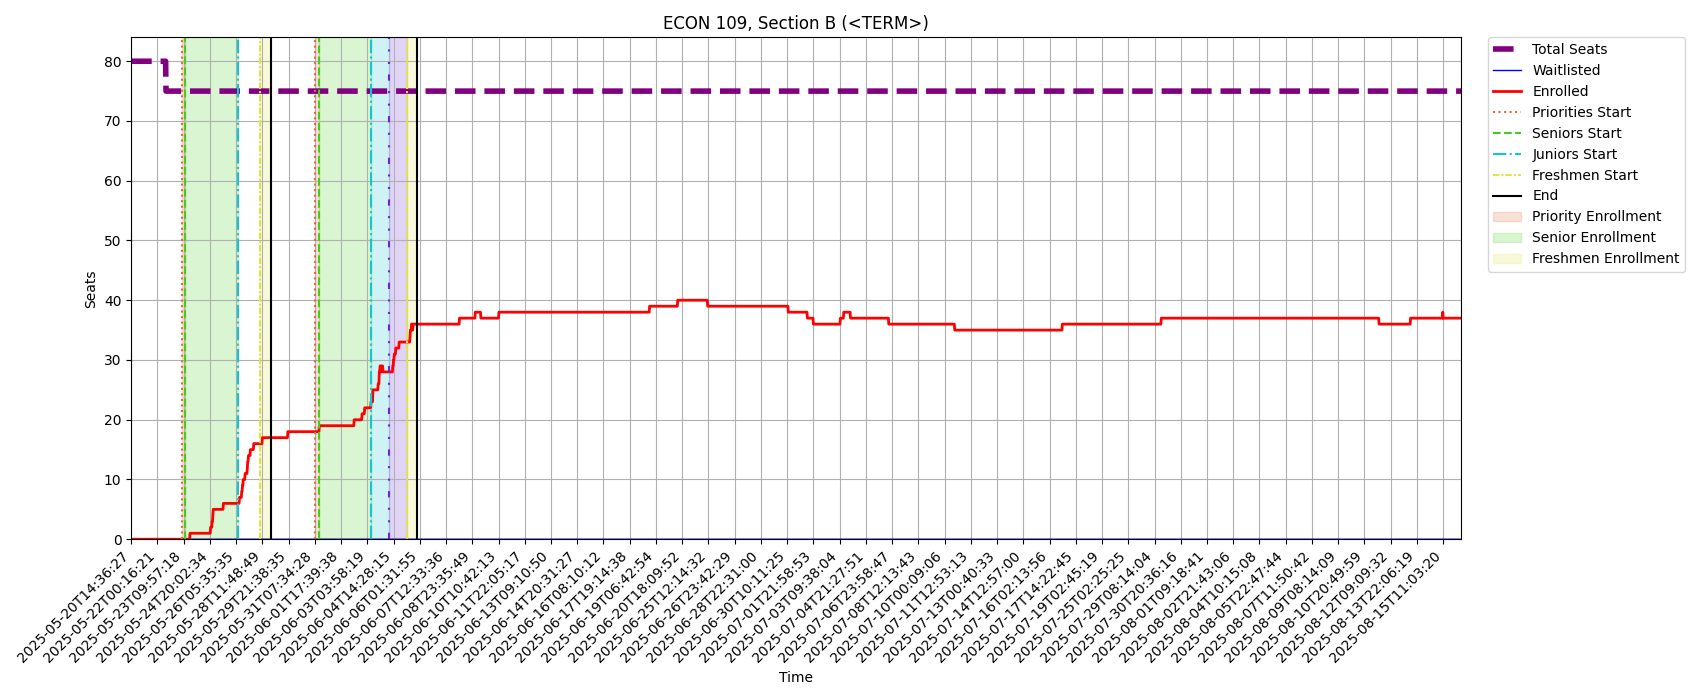 ECON 109, Section B (<TERM>)
Seats
80
70
60
50
40
30
20
10
0
2025-05-20T14:36:27
2025-05-22T00:16:21
2025-05-23T09:57:18
2025-05-24T20:02:34
2025-05-26T05:35:35
2025-05-28T11:48:49
2025-05-29T21:38:35
2025-05-31T07:34:28
2025-06-01T17:39:38
2025-06-03T03:58:19
2025-06-04T14:28:15
2025-06-06T01:31:55
2025-06-07T12:33:36
2025-06-08T23:35:49
2025-06-10T10:42:13
2025-06-11T22:05:17
2025-06-13T09:10:50
2025-06-14T20:31:27
2025-06-16T08:10:12
2025-06-17T19:14:38
2025-06-19T06:42:54
2025-06-20T18:09:52
2025-06-25T12:14:32
2025-06-26T23:42:29
2025-06-28T22:31:00
2025-06-30T10:11:25
2025-07-01T21:58:53
2025-07-03T09:38:04
2025-07-04T21:27:51
2025-07-06T23:58:47
2025-07-08T12:13:43
2025-07-10T00:09:06
2025-07-11T12:53:13
2025-07-13T00:40:33
2025-07-14T12:57:00
2025-07-16T02:13:56
2025-07-17T14:22:45
2025-07-19T02:45:19
2025-07-25T02:25:25
2025-07-29T08:14:04
2025-07-30T20:36:16
2025-08-01T09:18:41
2025-08-02T21:43:06
2025-08-04T10:15:08
2025-08-05T22:47:44
2025-08-07T11:50:42
2025-08-09T08:14:09
2025-08-10T20:49:59
2025-08-12T09:09:32
2025-08-13T22:06:19
2025-08-15T11:03:20
Time
Total Seats
Waitlisted
Enrolled
Priorities Start
Seniors Start
Juniors Start
Freshmen Start
End
Priority Enrollment
Senior Enrollment
Freshmen Enrollment